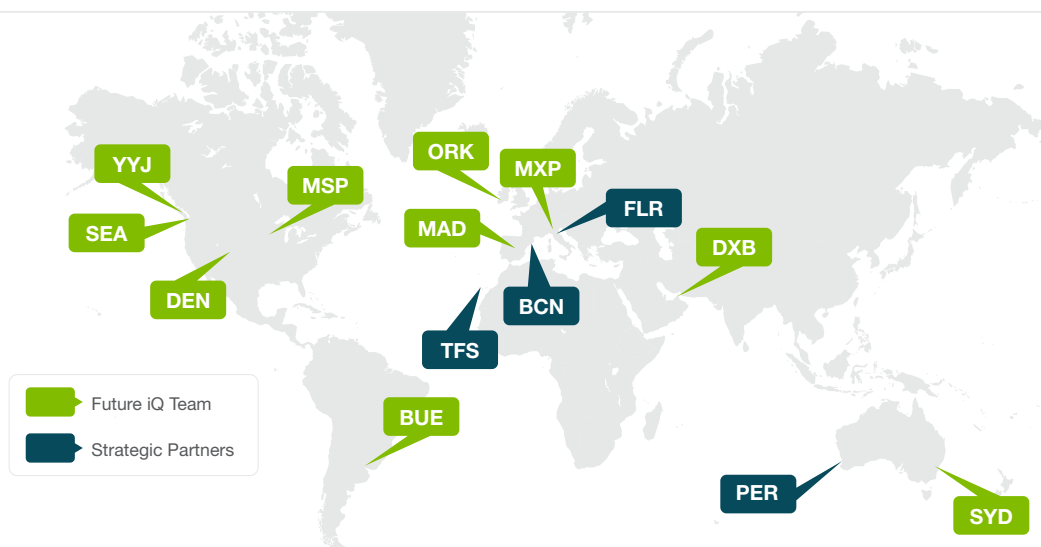 YYJ
MSP
SEA
DEN
ORK
MXP
FLR
MAD
DXB
BCN
TFS
BUE
PER
SYD
Future iQ Team
Strategic Partners